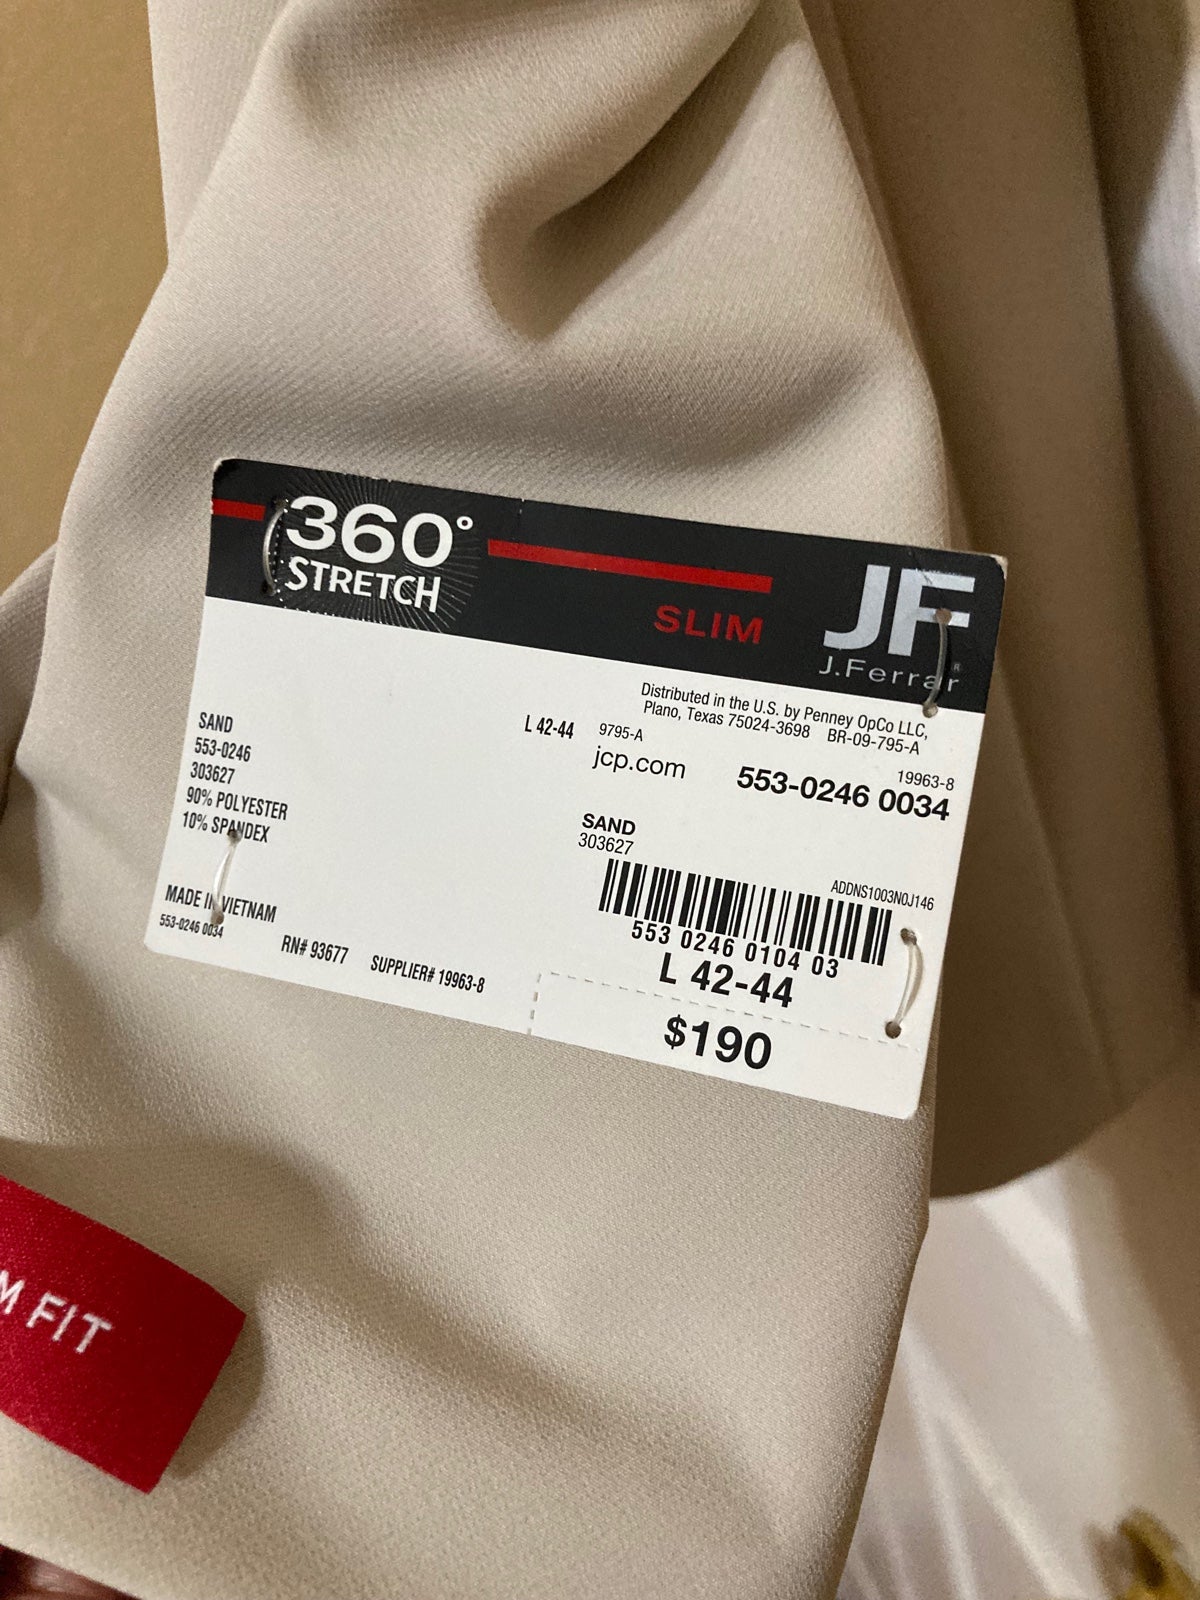 360°
STRETCH
SLIM
JF
J.Ferrar®
Distributed in the U.S. by Penney OpCo LLC,
Plano, Texas 75024-3698 BR-09-795-A
SAND
553-0246
303627
90% POLYESTER
10% SPANDEX
L 42-44
9795-A
jcp.com
19963-8
553-0246 0034
SAND
303627
ADDNS1003N0J146
553 0246 0104 03
L 42-44
$190
MADE IN VIETNAM
553-0246 0034
RN# 93677
SUPPLIER# 19963-8
M FIT